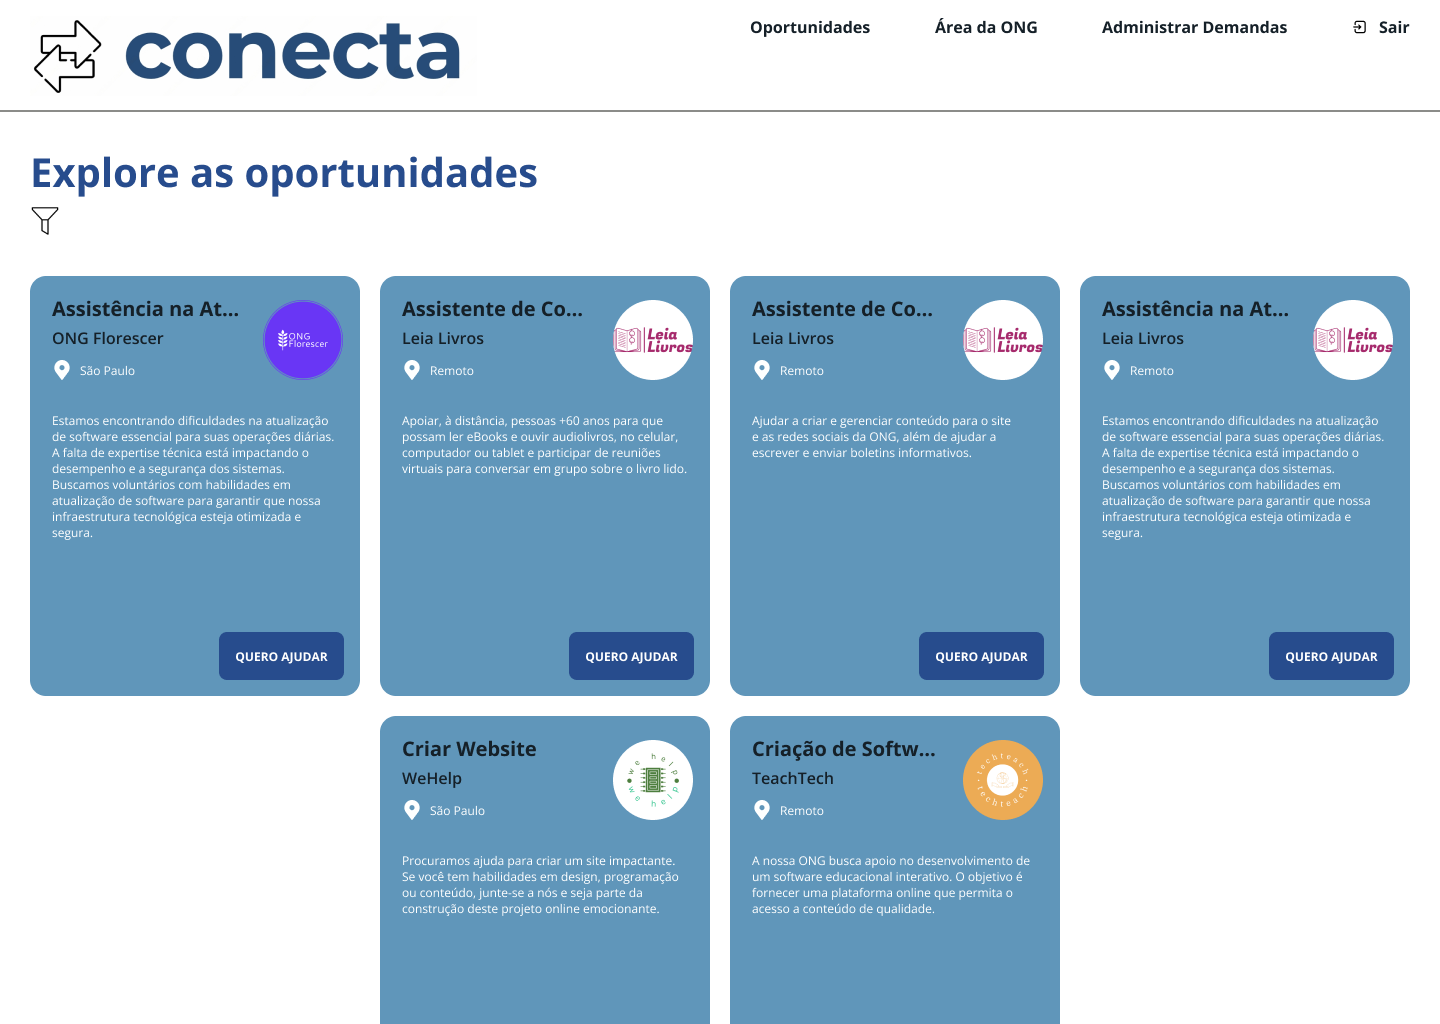 conecta
Oportunidades
Área da ONG
Administrar Demandas
Sair
Explore as oportunidades
Assistência na At...
ONG Florescer
São Paulo
ONG
Florescer
Estamos encontrando dificuldades na atualização
de software essencial para suas operações diárias.
A falta de expertise técnica está impactando o
desempenho e a segurança dos sistemas.
Buscamos voluntários com habilidades em
atualização de software para garantir que nossa
infraestrutura tecnológica esteja otimizada e
segura.
QUERO AJUDAR
Assistente de Co...
Leia Livros
Remoto
Leia
Livros
Apoiar, à distância, pessoas +60 anos para que
possam ler eBooks e ouvir audiolivros, no celular,
computador ou tablet e participar de reuniões
virtuais para conversar em grupo sobre o livro lido.
QUERO AJUDAR
Assistente de Co...
Leia Livros
Remoto
Leia
Livros
Ajudar a criar e gerenciar conteúdo para o site
e as redes sociais da ONG, além de ajudar a
escrever e enviar boletins informativos.
QUERO AJUDAR
Assistência na At...
Leia Livros
Remoto
Leia
Livros
Estamos encontrando dificuldades na atualização
de software essencial para suas operações diárias.
A falta de expertise técnica está impactando o
desempenho e a segurança dos sistemas.
Buscamos voluntários com habilidades em
atualização de software para garantir que nossa
infraestrutura tecnológica esteja otimizada e
segura.
QUERO AJUDAR
Criar Website
WeHelp
São Paulo
we help
we help
Procuramos ajuda para criar um site impactante.
Se você tem habilidades em design, programação
ou conteúdo, junte-se a nós e seja parte da
construção deste projeto online emocionante.
Criação de Softw...
TeachTech
Remoto
techteach
techteach
A nossa ONG busca apoio no desenvolvimento de
um software educacional interativo. O objetivo é
fornecer uma plataforma online que permita o
acesso a conteúdo de qualidade.